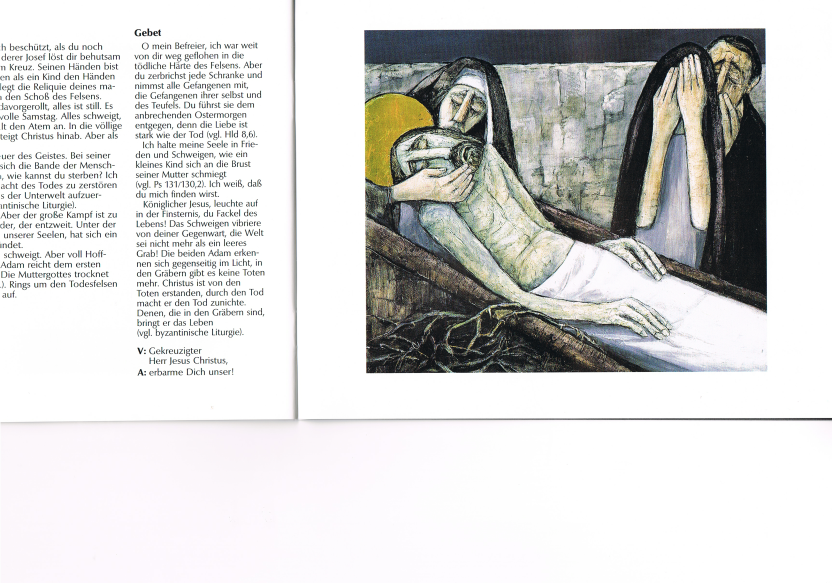 h beschützt, als du noch
derer Josef löst dir behutsam
m Kreuz. Seinen Händen bist
en als ein Kind den Händen
legt die Reliquie deines ma-
den Schoß des Felsens.
davorgerollt, alles ist still. Es
volle Samstag. Alles schweigt,
lt den Atem an. In die völlige
teigt Christus hinab. Aber als
uer des Geistes. Bei seiner
sich die Bande der Mensch-
, wie kannst du sterben? Ich
acht des Todes zu zerstören
s der Unterwelt aufzuer-
antinische Liturgie).
Aber der große Kampf ist zu
der, der entzweit. Unter der
unserer Seelen, hat sich ein
ndet.
schweigt. Aber voll Hoff-
Adam reicht dem ersten
Die Muttergottes trocknet
.). Rings um den Todesfelsen
auf.
Gebet
O mein Befreier, ich war weit
von dir weg geflohen in die
tödliche Härte des Felsens. Aber
du zerbrichst jede Schranke und
nimmst alle Gefangenen mit,
die Gefangenen ihrer selbst und
des Teufels. Du führst sie dem
anbrechenden Ostermorgen
entgegen, denn die Liebe ist
stark wie der Tod (vgl. Hld 8,6).
Ich halte meine Seele in Frie-
den und Schweigen, wie ein
kleines Kind sich an die Brust
seiner Mutter schmiegt
(vgl. Ps 131/130,2). Ich weiß, daß
du mich finden wirst.
Königlicher Jesus, leuchte auf
in der Finsternis, du Fackel des
Lebens! Das Schweigen vibriere
von deiner Gegenwart, die Welt
sei nicht mehr als ein leeres
Grab! Die beiden Adam erken-
nen sich gegenseitig im Licht, in
den Gräbern gibt es keine Toten
mehr. Christus ist von den
Toten erstanden, durch den Tod
macht er den Tod zunichte.
Denen, die in den Gräbern sind,
bringt er das Leben
(vgl. byzantinische Liturgie).
V: Gekreuzigter
Herr Jesus Christus,
A: erbarme Dich unser!